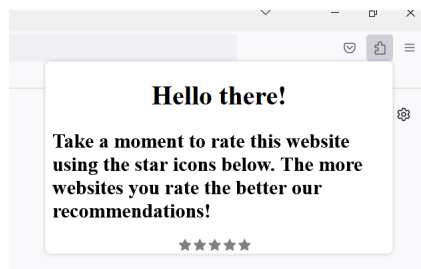 Hello there!
Take a moment to rate this website
using the star icons below. The more
websites you rate the better our
recommendations!